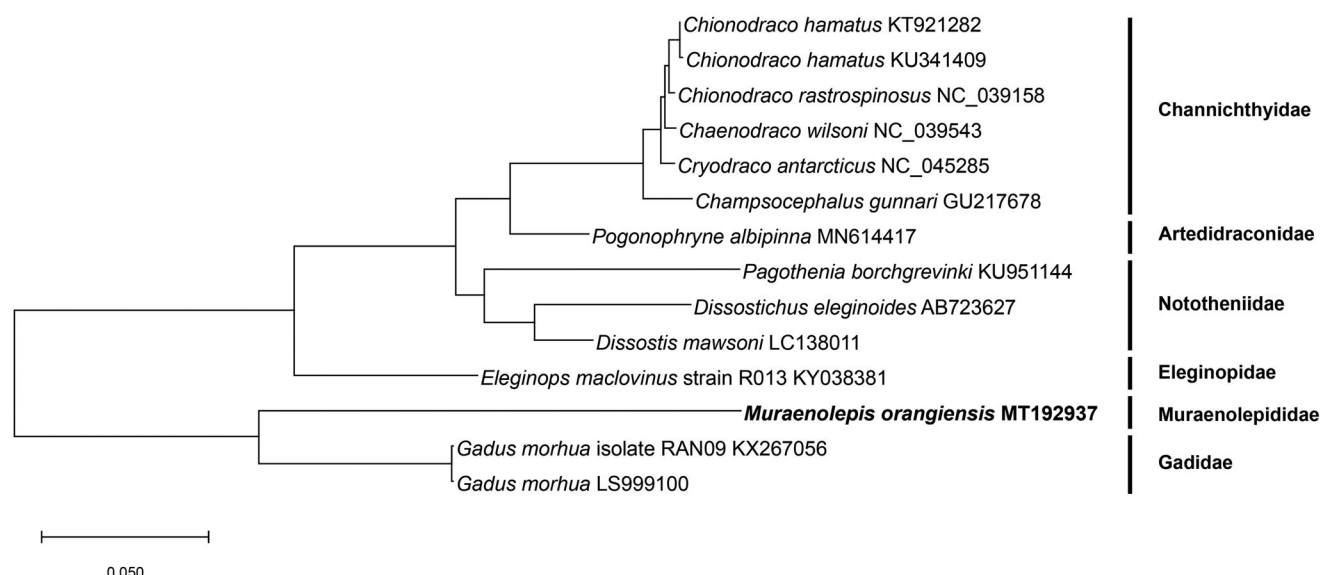 Chionodraco hamatus KT921282
Chionodraco hamatus KU341409
Chionodraco rastrospinosus NC_039158
Chaenodraco wilsoni NC_039543
Cryodraco antarcticus NC_045285
Champsocephalus gunnari GU217678
Channichthyidae
Pogonophryne albipinna MN614417
Artedidraconidae
Pagothenia borchgrevinki KU951144
Dissostichus eleginoides AB723627
Dissostis mawsoni LC138011
Nototheniidae
Eleginops maclovinus strain R013 KY038381
Eleginopidae
Muraenolepis orangiensis MT192937
Muraenolepididae
Gadus morhua isolate RAN09 KX267056
Gadus morhua LS999100
Gadidae
0.050